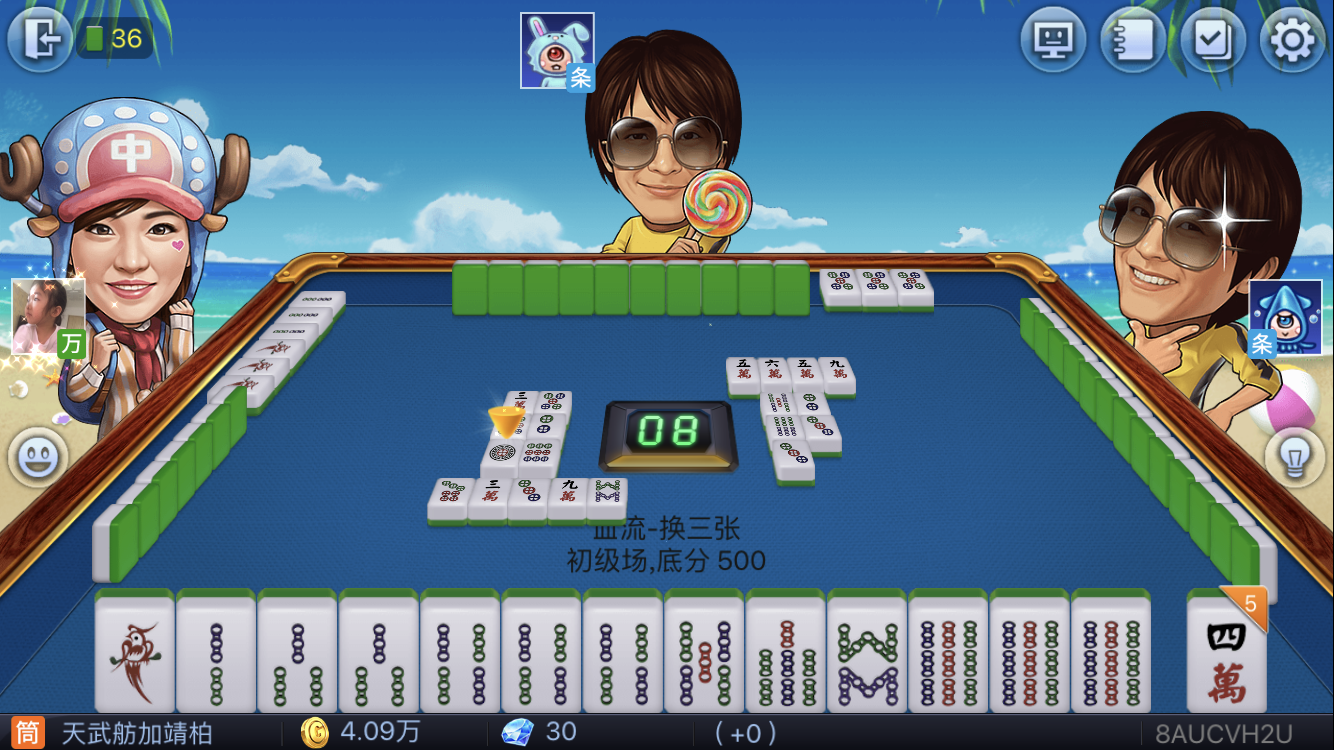 36
条
中
万
条
五萬 六萬 五萬 九萬
三萬
08
三萬 九萬
血流-换三张
初级场,底分 500
5
四萬
筒 天武舫加靖柏 4.09万 30 (+0) 8AUCVH2U